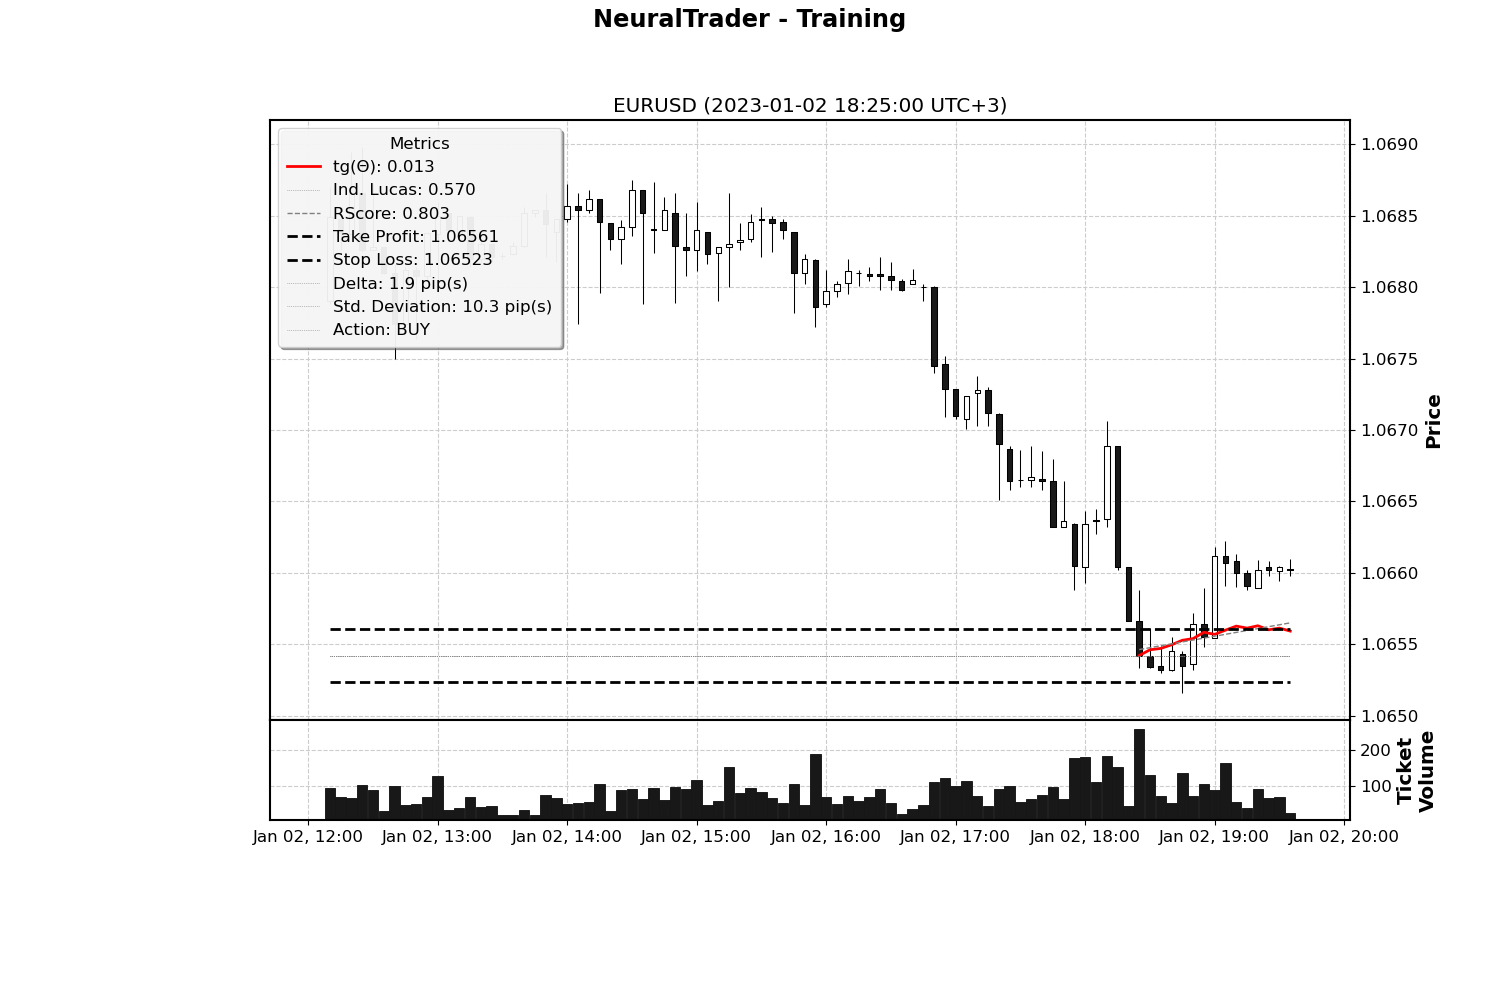 NeuralTrader - Training
EURUSD (2023-01-02 18:25:00 UTC+3)
Metrics
tg(Θ): 0.013
Ind. Lucas: 0.570
RScore: 0.803
Take Profit: 1.06561
Stop Loss: 1.06523
Delta: 1.9 pip(s)
Std. Deviation: 10.3 pip(s)
Action: BUY
1.0690
1.0685
1.0680
1.0675
1.0670
1.0665
1.0660
1.0655
1.0650
Price
200
100
Ticket
Volume
Jan 02, 12:00
Jan 02, 13:00
Jan 02, 14:00
Jan 02, 15:00
Jan 02, 16:00
Jan 02, 17:00
Jan 02, 18:00
Jan 02, 19:00
Jan 02, 20:00